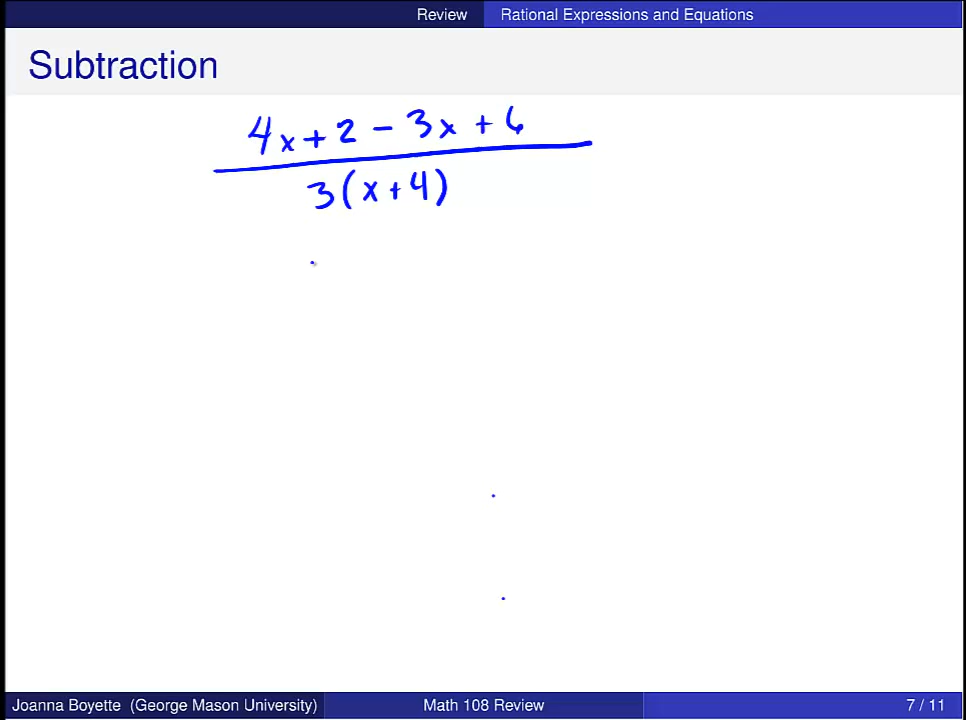 Review Rational Expressions and Equations
Subtraction
4x + 2 - 3x + 6
3(x+4)
Joanna Boyette (George Mason University) Math 108 Review 7 / 11